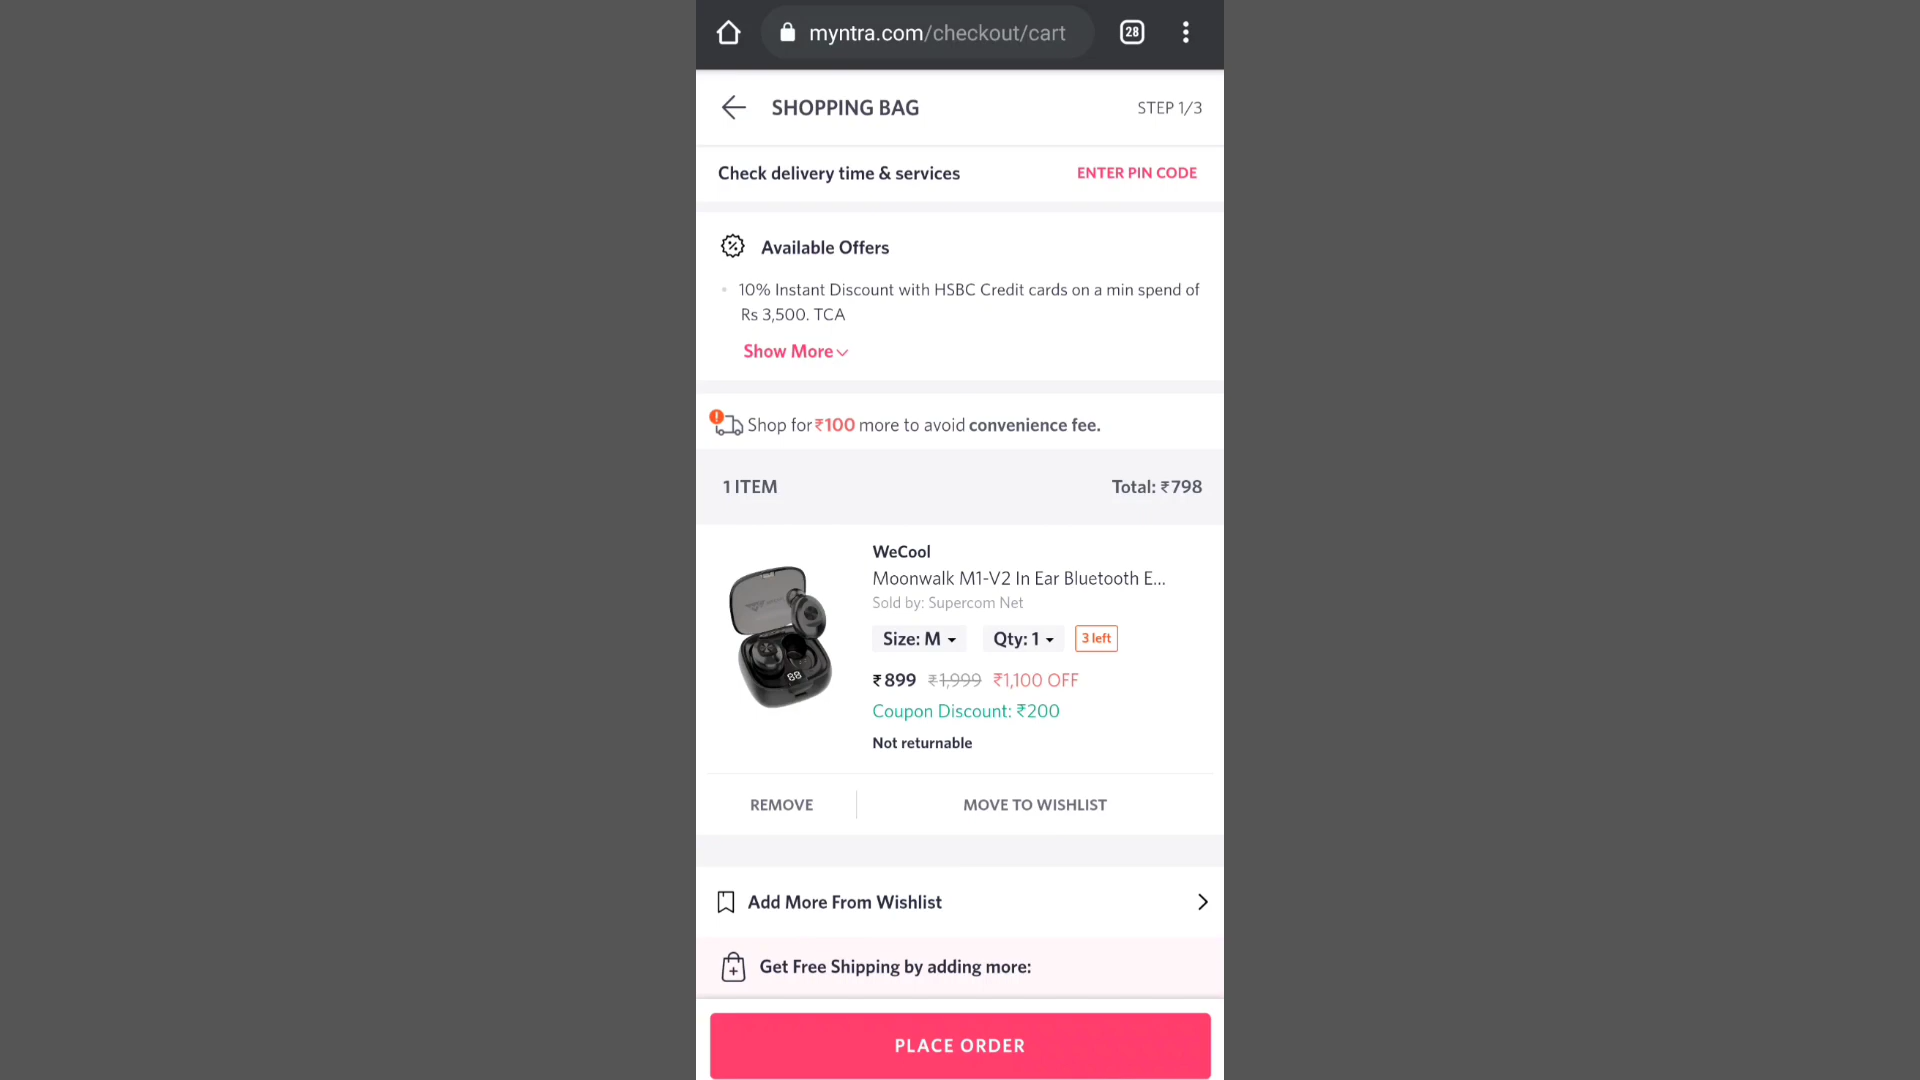 myntra.com/checkout/cart
28
SHOPPING BAG
STEP 1/3
Check delivery time & services
ENTER PIN CODE
Available Offers
10% Instant Discount with HSBC Credit cards on a min spend of
Rs 3,500. TCA
Show More
Shop for ₹100 more to avoid convenience fee.
1 ITEM
Total: ₹798
WeCool
Moonwalk M1-V2 In Ear Bluetooth E...
Sold by: Supercom Net
Size: M
Qty: 1
3 left
₹899 ₹1,999 ₹1,100 OFF
Coupon Discount: ₹200
Not returnable
88
REMOVE
MOVE TO WISHLIST
Add More From Wishlist
Get Free Shipping by adding more:
PLACE ORDER